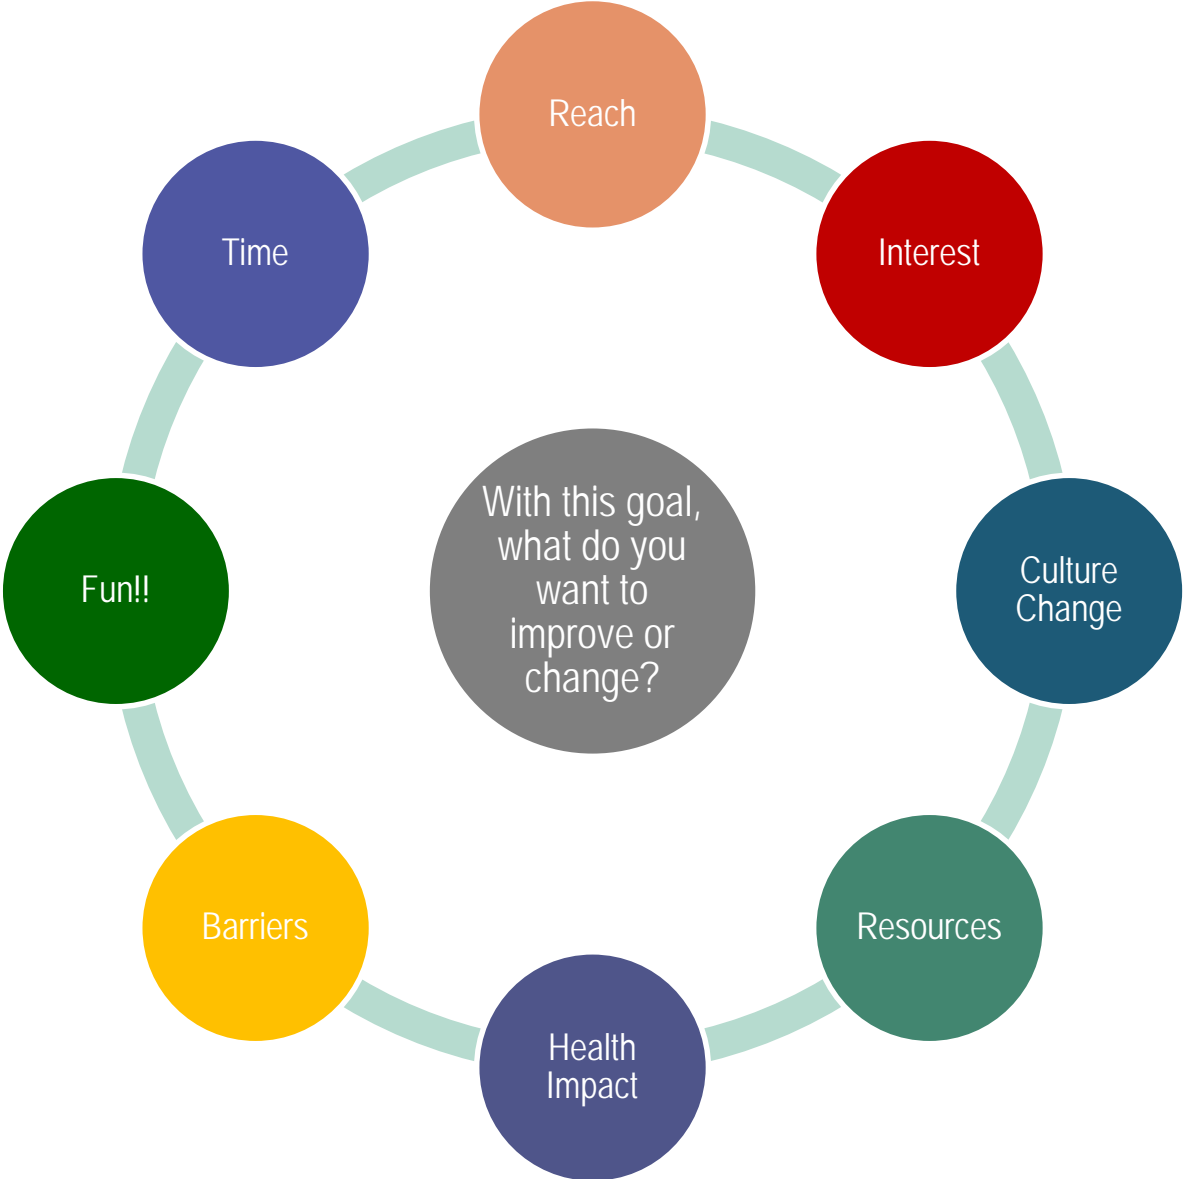 Reach
Interest
Culture
Change
Resources
Health
Impact
Barriers
Fun!!
Time
With this goal,
what do you
want to
improve or
change?